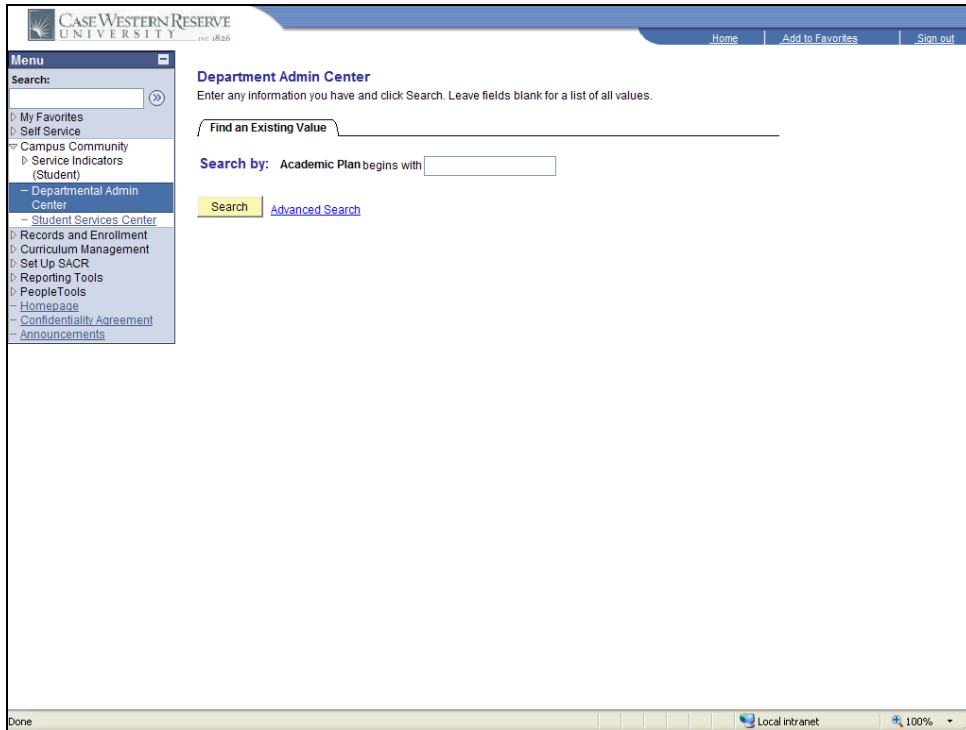 CASE WESTERN RESERVE
UNIVERSITY EST. 1826
Home Add to Favorites Sign out
Menu
Search:
My Favorites
Self Service
Campus Community
Service Indicators
(Student)
– Departmental Admin
Center
– Student Services Center
Records and Enrollment
Curriculum Management
Set Up SACR
Reporting Tools
PeopleTools
– Homepage
– Confidentiality Agreement
– Announcements
Department Admin Center
Enter any information you have and click Search. Leave fields blank for a list of all values.
Find an Existing Value
Search by: Academic Plan begins with
Search Advanced Search
Done Local intranet 100%